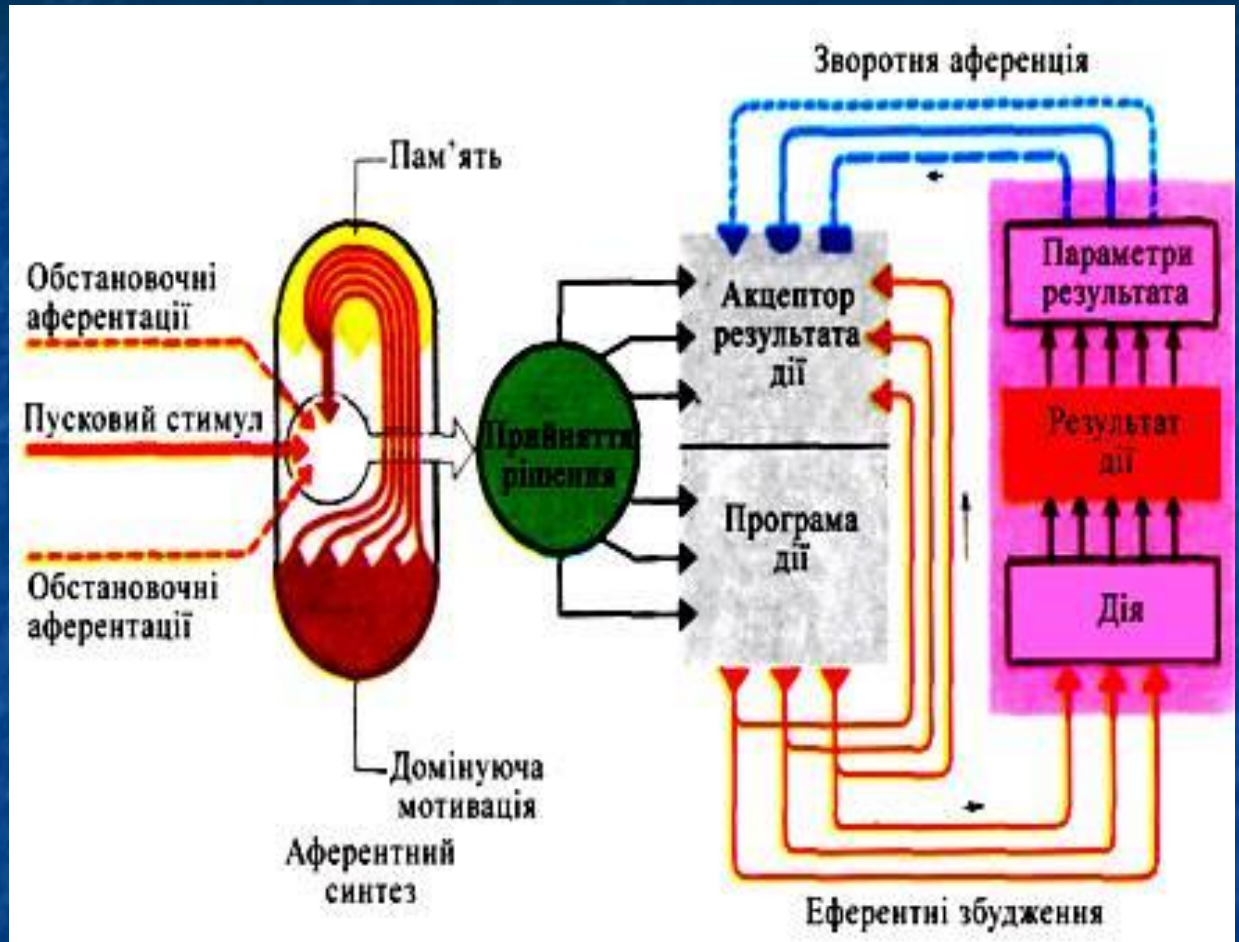 Зворотня аференція
Пам'ять
Обстановочні
аферентації
Пусковий стимул
Обстановочні
аферентації
Домінуюча
мотивація
Аферентний
синтез
Прийняття
рішення
Акцептор
результата
дії
Програма
дії
Параметри
результата
Результат
дії
Дія
Еферентні збудження